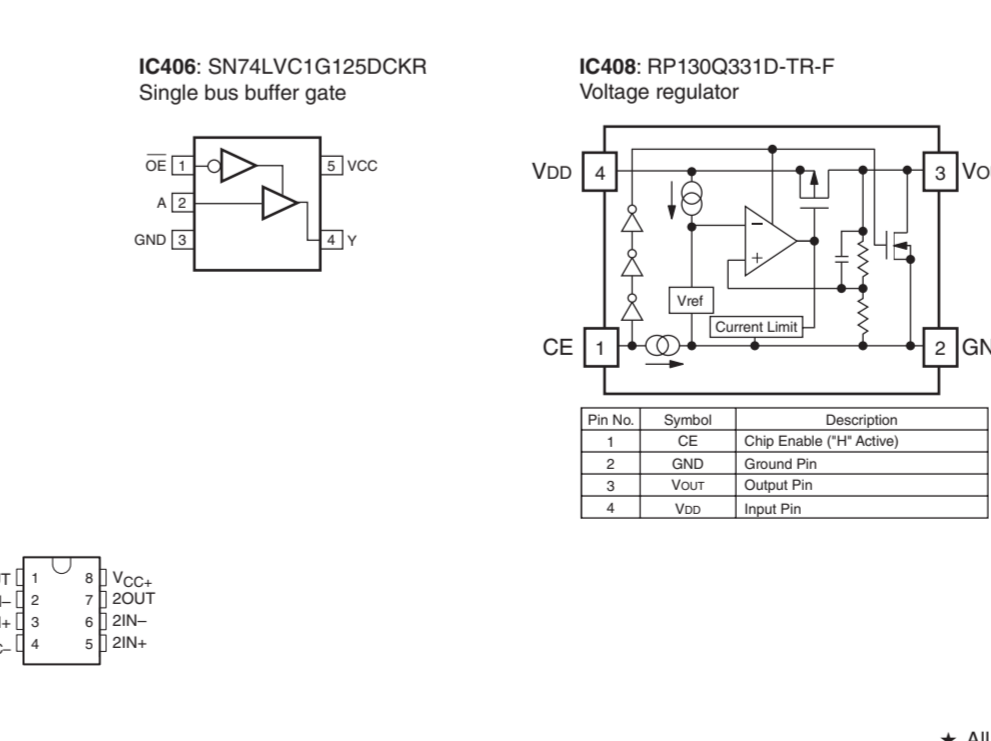 IC406: SN74LVC1G125DCKR
Single bus buffer gate
OE 1
A 2
GND 3
5 VCC
4 Y
IC408: RP130Q331D-TR-F
Voltage regulator
VDD 4
3
Vref
Current Limit
CE 1
2
Pin No. Symbol Description
1 CE Chip Enable ("H" Active)
2 GND Ground Pin
3 VOUT Output Pin
4 VDD Input Pin
1 8 VCC+
2 7 2OUT
3 6 2IN–
4 5 2IN+
★ All